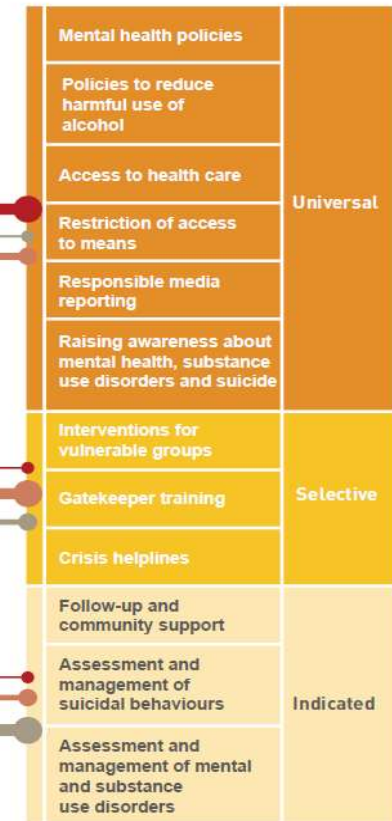 Mental health policies
Policies to reduce
harmful use of
alcohol
Access to health care
Restriction of access
to means
Responsible media
reporting
Raising awareness about
mental health, substance
use disorders and suicide
Universal
Interventions for
vulnerable groups
Gatekeeper training
Crisis helplines
Selective
Follow-up and
community support
Assessment and
management of
suicidal behaviours
Assessment and
management of mental
and substance
use disorders
Indicated